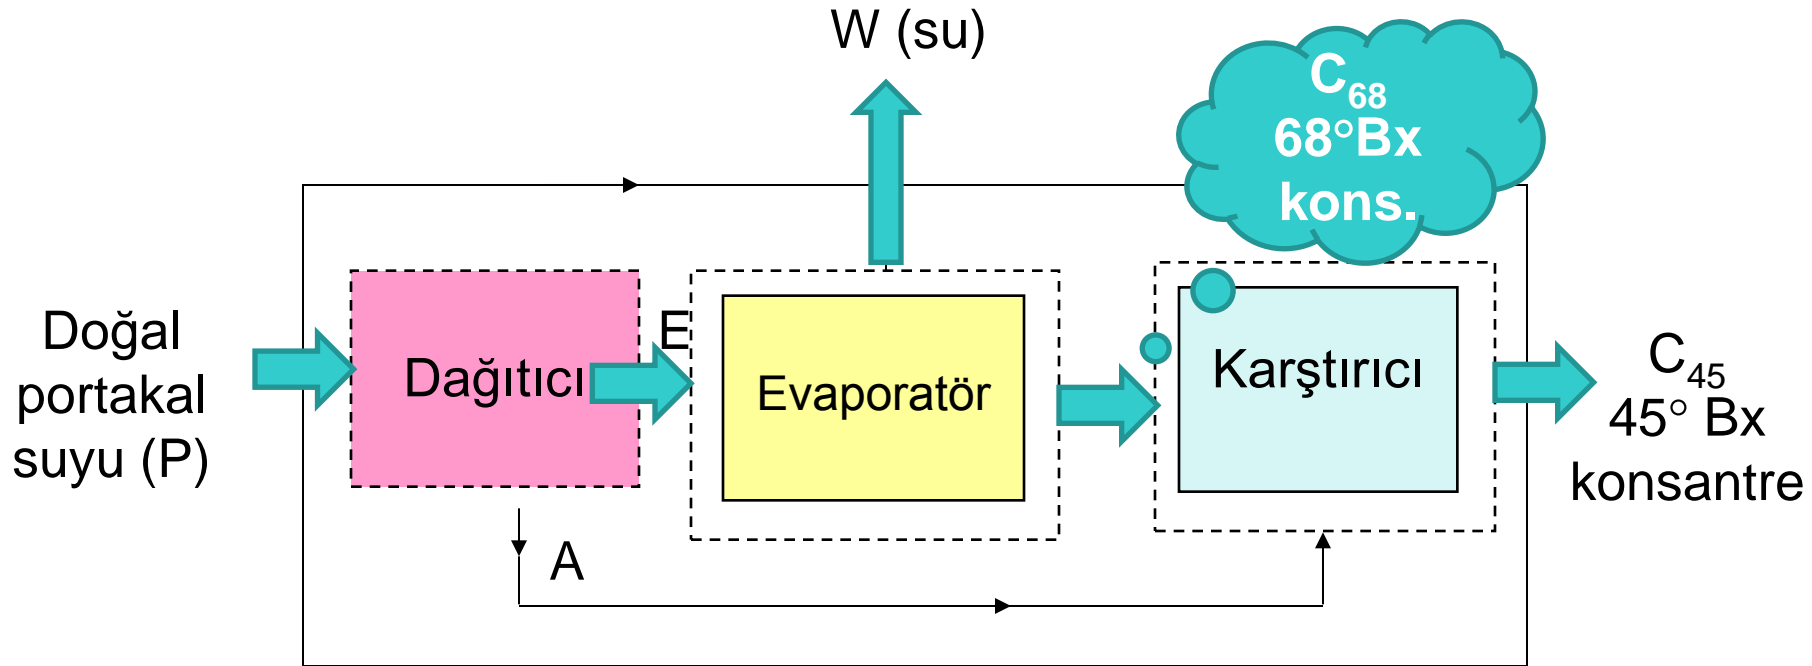 W (su)
C68
68°Bx
kons.
Doğal
portakal
suyu (P)
Dağıtıcı
E
Evaporatör
Karştırıcı
C45
45° Bx
konsantre
A